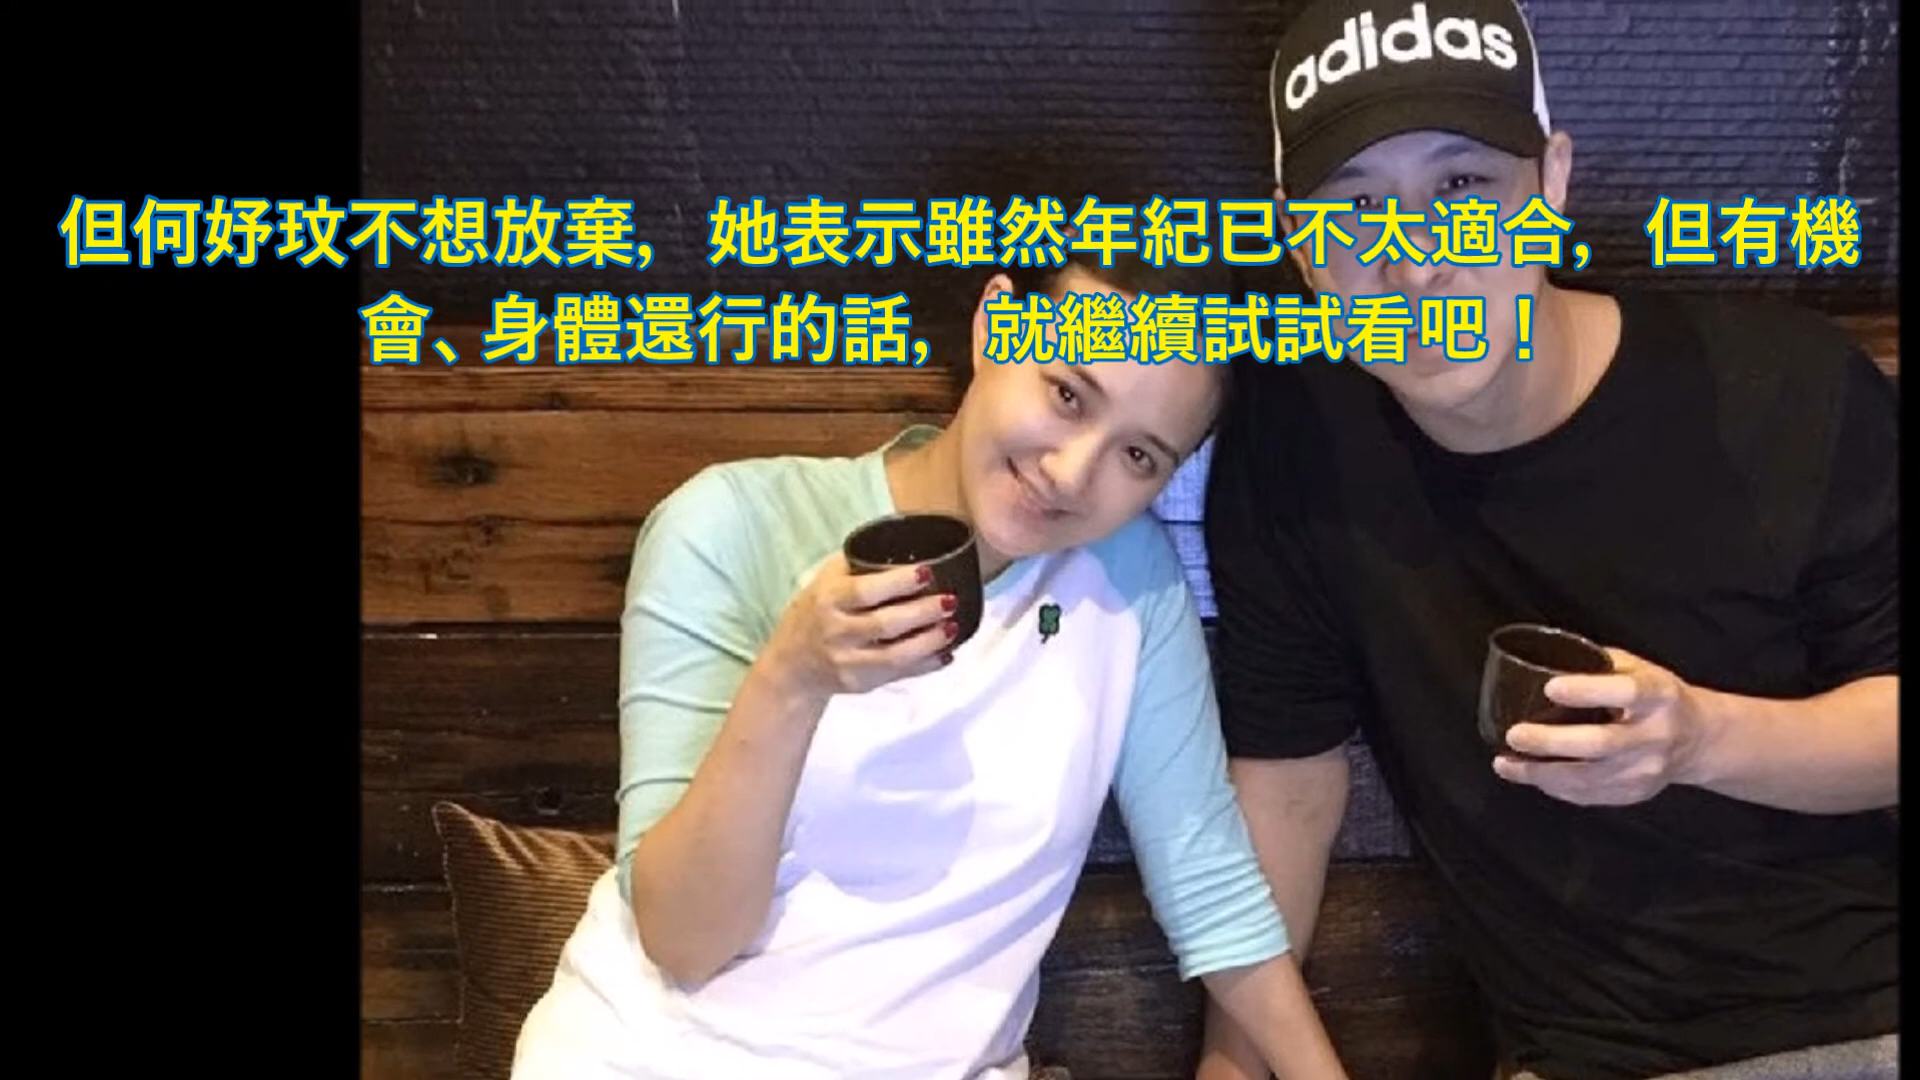 adidas
但何妤玟不想放棄, 她表示雖然年紀已不太適合, 但有機
會、身體還行的話, 就繼續試試看吧！